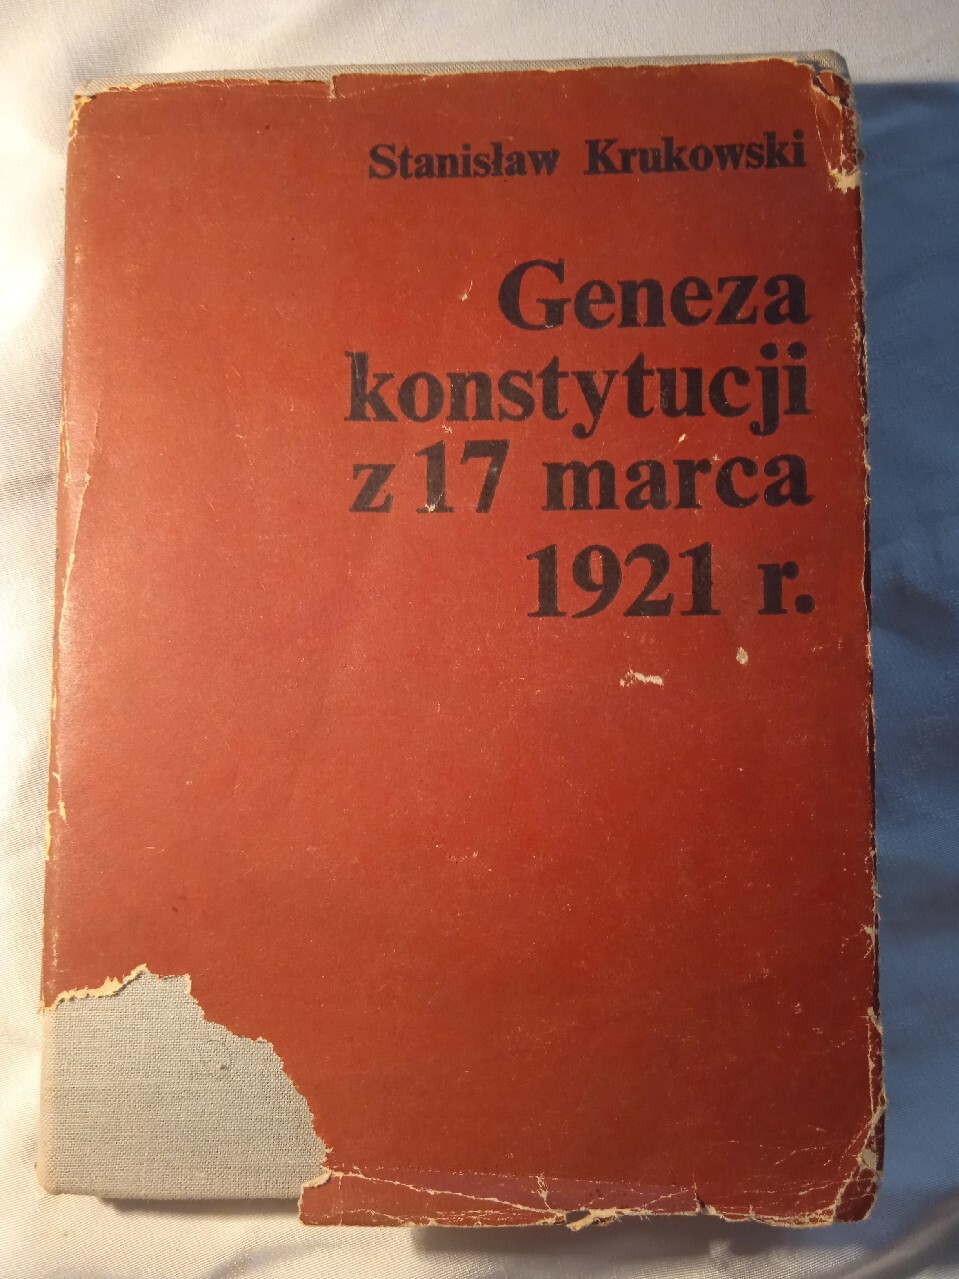 Stanisław Krukowski
Geneza
konstytucji
z 17 marca
1921 r.